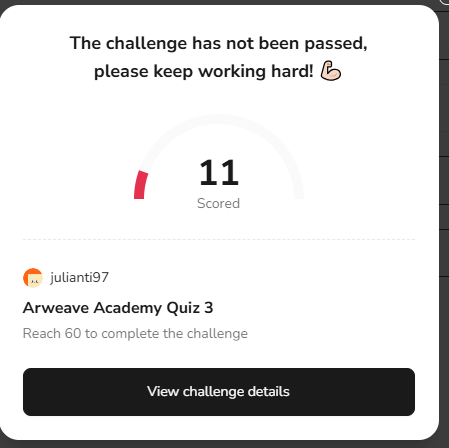 The challenge has not been passed,
please keep working hard! 💪
11
Scored
julianti97
Arweave Academy Quiz 3
Reach 60 to complete the challenge
View challenge details